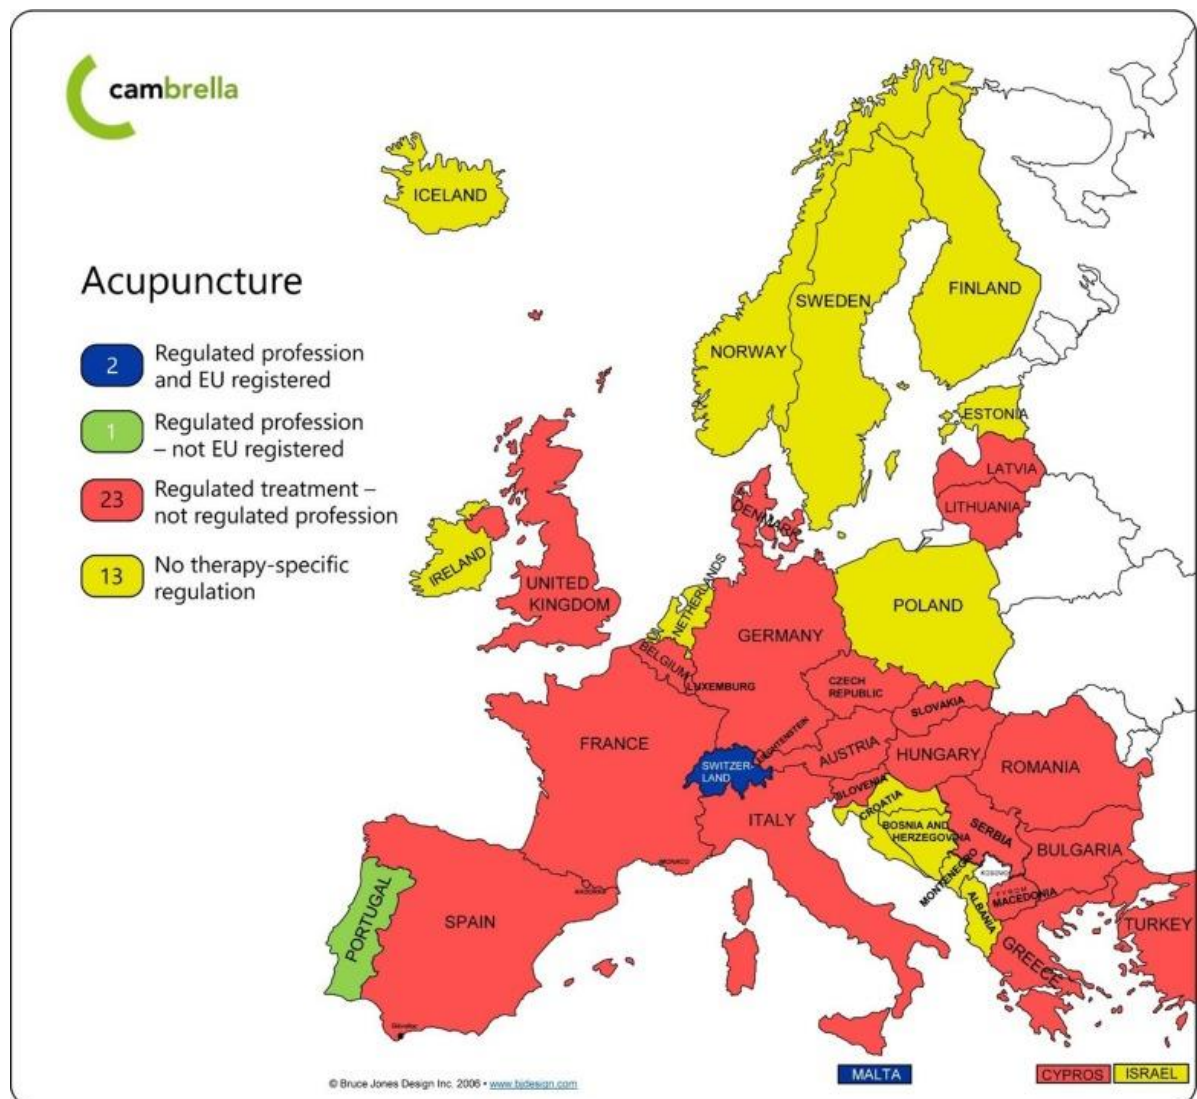 cambrella
ICELAND
Acupuncture
2 Regulated profession
and EU registered
1 Regulated profession
– not EU registered
23 Regulated treatment –
not regulated profession
13 No therapy-specific
regulation
FINLAND
SWEDEN
NORWAY
ESTONIA
LATVIA
LITHUANIA
DENMARK
IRELAND
UNITED
KINGDOM
NETHERLANDS
POLAND
GERMANY
BELGIUM
LUXEMBURG
CZECH
REPUBLIC
SLOVAKIA
FRANCE
SWITZER-
LAND
LIECHTENSTEIN
AUSTRIA
HUNGARY
ROMANIA
SLOVENIA
CROATIA
ITALY
BOSNIA AND
HERZEGOVINA
SERBIA
BULGARIA
MONACO
MONTENEGRO
KOSOVO
F Y R O M
MACEDONIA
ALBANIA
PORTUGAL
SPAIN
TURKEY
GREECE
Gibraltar
MALTA
CYPROS
ISRAEL
© Bruce Jones Design Inc. 2006 • www.bjdesign.com